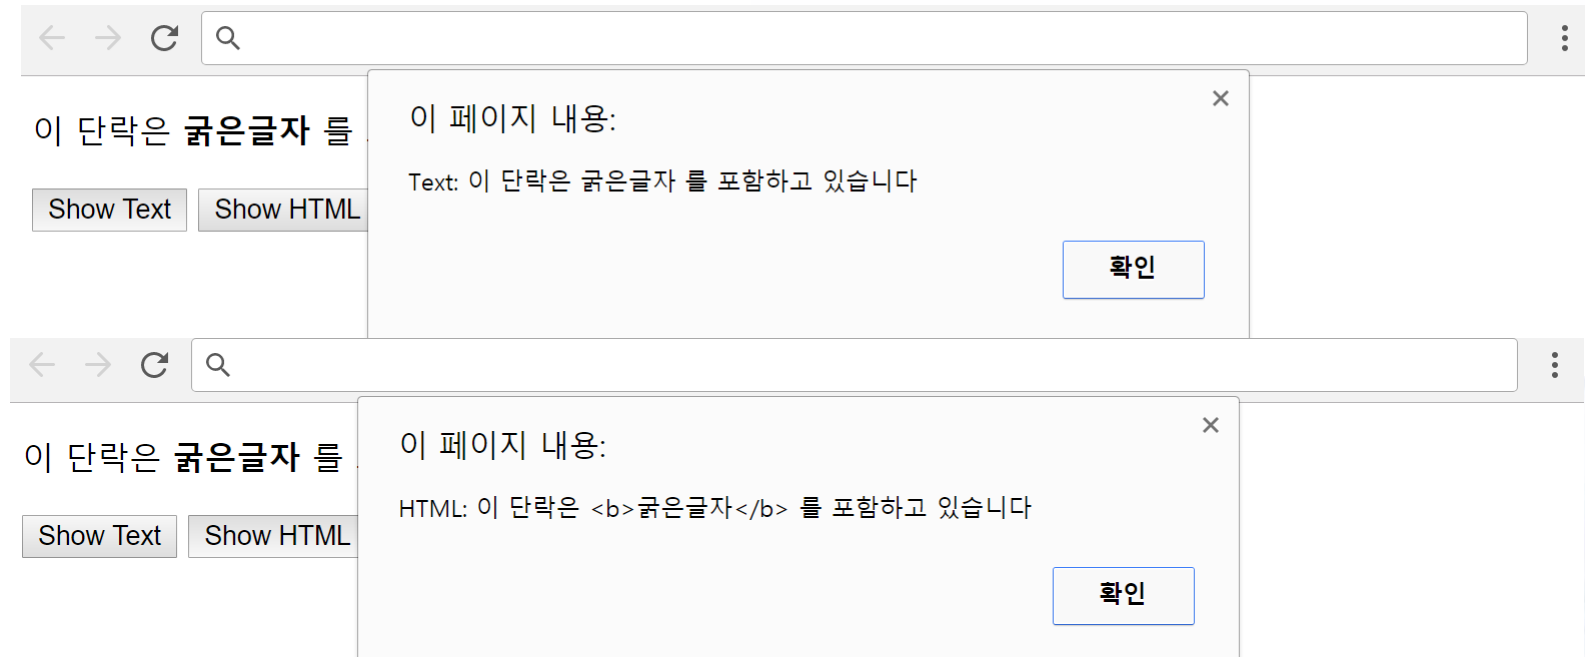 이 페이지 내용:
이 단락은 굵은글자 를
Text: 이 단락은 굵은글자 를 포함하고 있습니다
Show Text Show HTML
확인
이 페이지 내용:
이 단락은 굵은글자 를
HTML: 이 단락은 <b>굵은글자</b> 를 포함하고 있습니다
Show Text Show HTML
확인